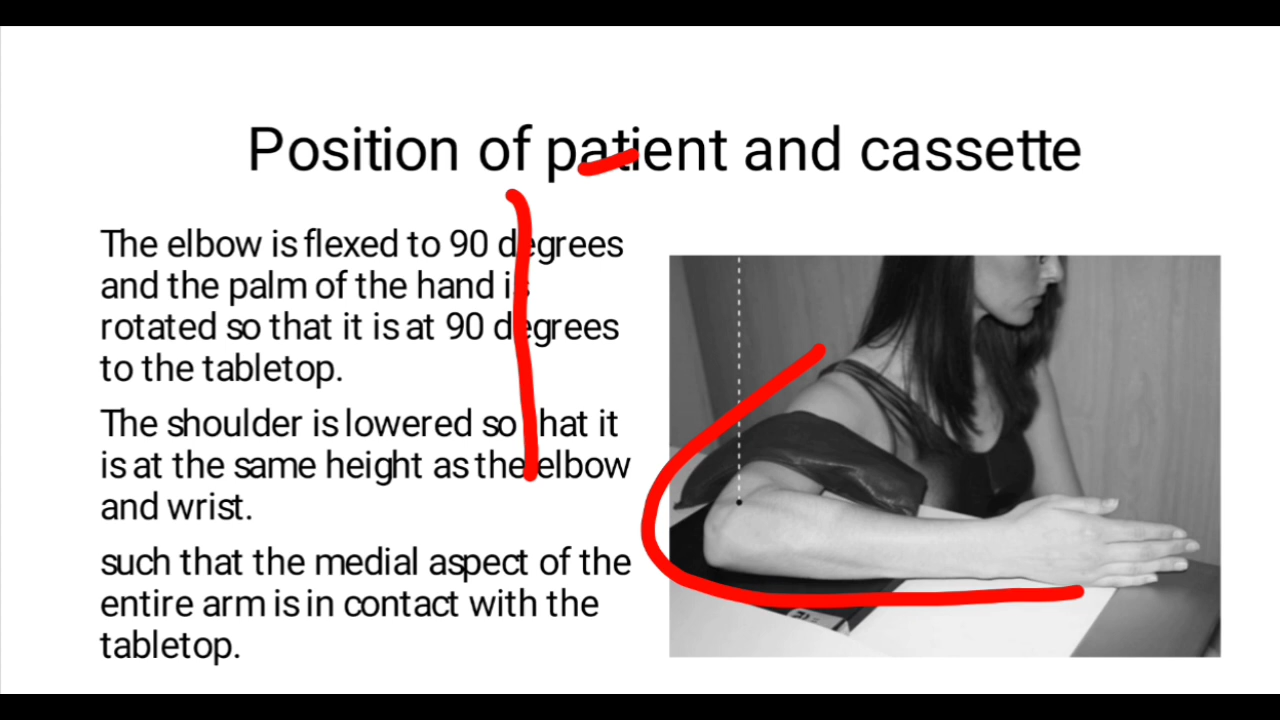 Position of patient and cassette
The elbow is flexed to 90 degrees
and the palm of the hand is
rotated so that it is at 90 degrees
to the tabletop.
The shoulder is lowered so that it
is at the same height as the elbow
and wrist.
such that the medial aspect of the
entire arm is in contact with the
tabletop.